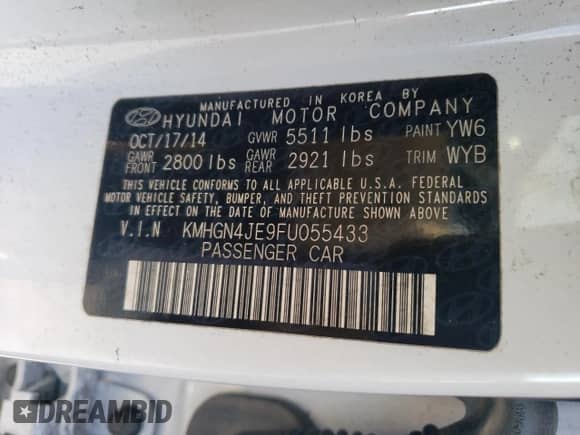 MANUFACTURED IN KOREA BY
HYUNDAI MOTOR COMPANY
OCT/17/14 GVWR 5511 lbs PAINT YW6
GAWR FRONT 2800 lbs GAWR REAR 2921 lbs TRIM WYB
THIS VEHICLE CONFORMS TO ALL APPLICABLE U.S.A. FEDERAL
MOTOR VEHICLE SAFETY, BUMPER, AND THEFT PREVENTION STANDARDS
IN EFFECT ON THE DATE OF MANUFACTURE SHOWN ABOVE
V.I.N KMHGN4JE9FU055433
PASSENGER CAR
DREAMBID